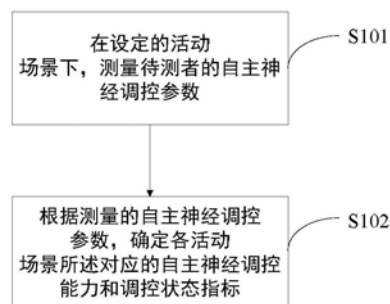 在设定的活动
场景下，测量待测者的自主神
经调控参数
S101
根据测量的自主神经调控
参数，确定各活动
场景所述对应的自主神经调控
能力和调控状态指标
S102